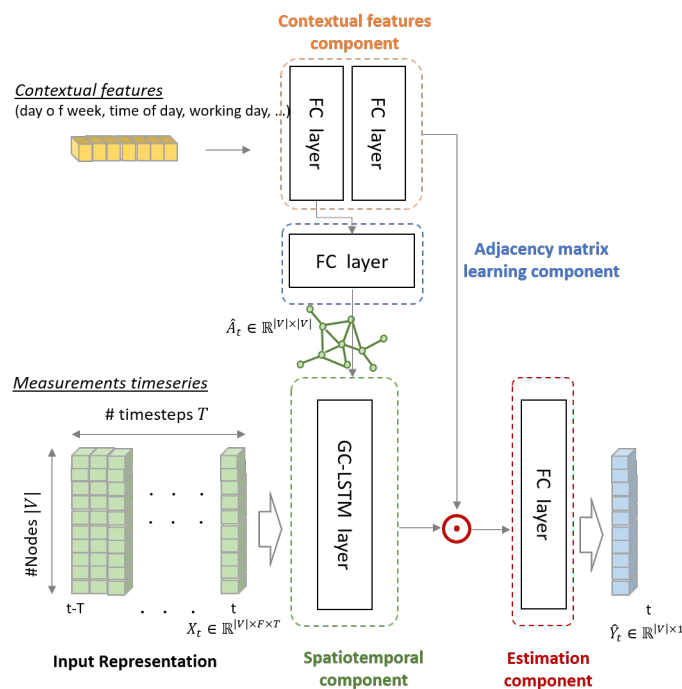 Contextual features
component
Contextual features
(day o f week, time of day, working day, ...)
FC layer
FC layer
FC layer
Adjacency matrix
learning component
Â_t ∈ ℝ^{|V|×|V|}
Measurements timeseries
# timesteps T
#Nodes |V|
GC-LSTM layer
FC layer
t-T
. . .
t
t
X_t ∈ ℝ^{|V|×F×T}
Ŷ_t ∈ ℝ^{|V|×1}
Input Representation
Spatiotemporal
component
Estimation
component